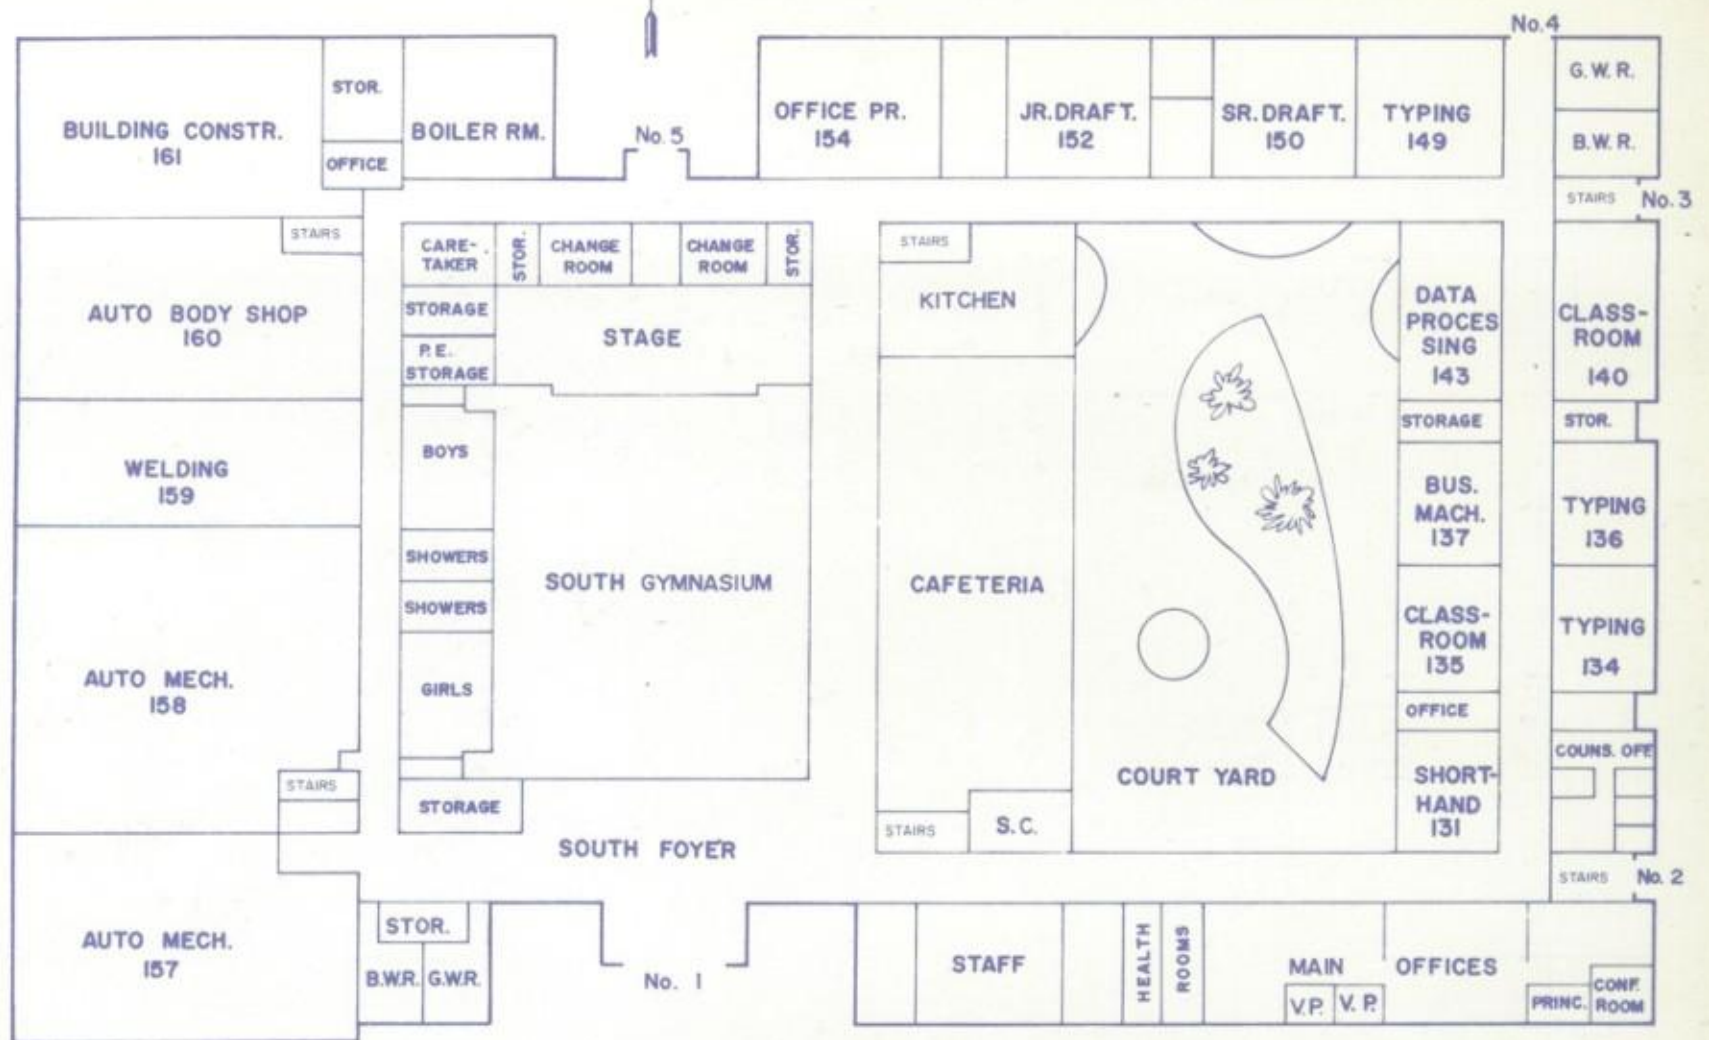 No.4
STOR.
G. W. R.
BUILDING CONSTR.
161
BOILER RM.
OFFICE
No. 5
OFFICE PR.
154
JR. DRAFT.
152
SR. DRAFT.
150
TYPING
149
B. W. R.
STAIRS
No. 3
STAIRS
CARE-
TAKER
STOR.
CHANGE
ROOM
CHANGE
ROOM
STOR.
STAIRS
KITCHEN
AUTO BODY SHOP
160
STORAGE
P.E.
STORAGE
STAGE
DATA
PROCES
SING
143
CLASS-
ROOM
140
STORAGE
STOR.
WELDING
159
BOYS
BUS.
MACH.
137
TYPING
136
SHOWERS
SHOWERS
SOUTH GYMNASIUM
CAFETERIA
CLASS-
ROOM
135
TYPING
134
AUTO MECH.
158
GIRLS
OFFICE
COUNS. OFF
STAIRS
STORAGE
COURT YARD
SHORT-
HAND
131
STAIRS
S.C.
SOUTH FOYER
STAIRS
No. 2
AUTO MECH.
157
STOR.
B.W.R.
G.W.R.
No. 1
STAFF
HEALTH
ROOMS
MAIN OFFICES
V.P.
V.P.
PRINC.
CONF.
ROOM